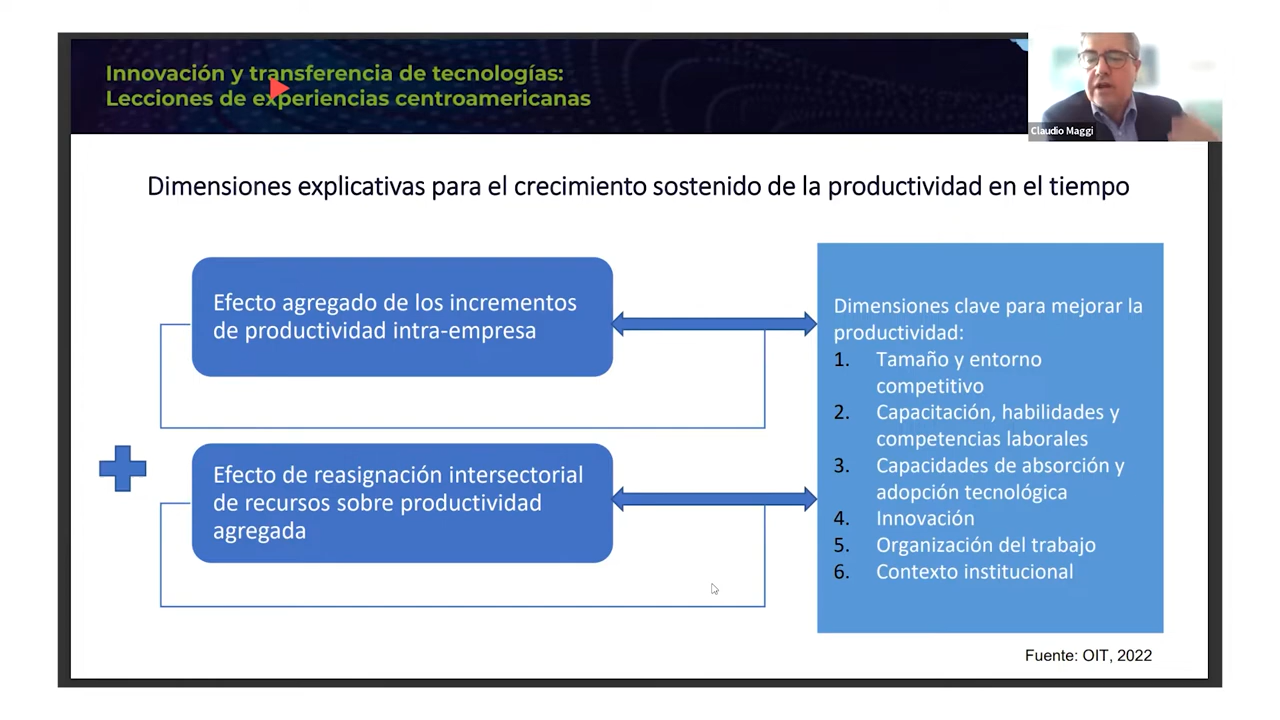 Innovación y transferencia de tecnologías:
Lecciones de experiencias centroamericanas
Claudio Maggi
Dimensiones explicativas para el crecimiento sostenido de la productividad en el tiempo
Efecto agregado de los incrementos
de productividad intra-empresa
Efecto de reasignación intersectorial
de recursos sobre productividad
agregada
Dimensiones clave para mejorar la
productividad:
1. Tamaño y entorno
competitivo
2. Capacitación, habilidades y
competencias laborales
3. Capacidades de absorción y
adopción tecnológica
4. Innovación
5. Organización del trabajo
6. Contexto institucional
Fuente: OIT, 2022